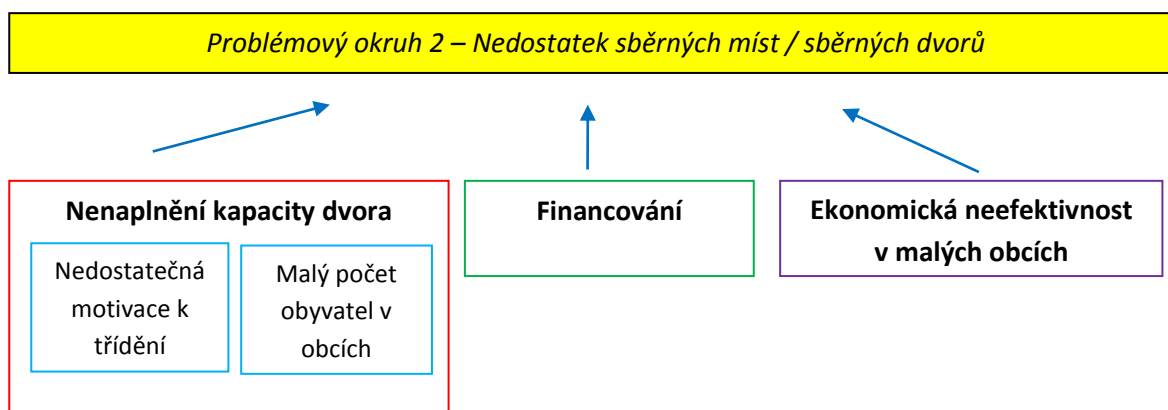 Problémový okruh 2 – Nedostatek sběrných míst / sběrných dvorů
Nenaplnění kapacity dvora
Nedostatečná
motivace k
třídění
Malý počet
obyvatel v
obcích
Financování
Ekonomická neefektivnost
v malých obcích